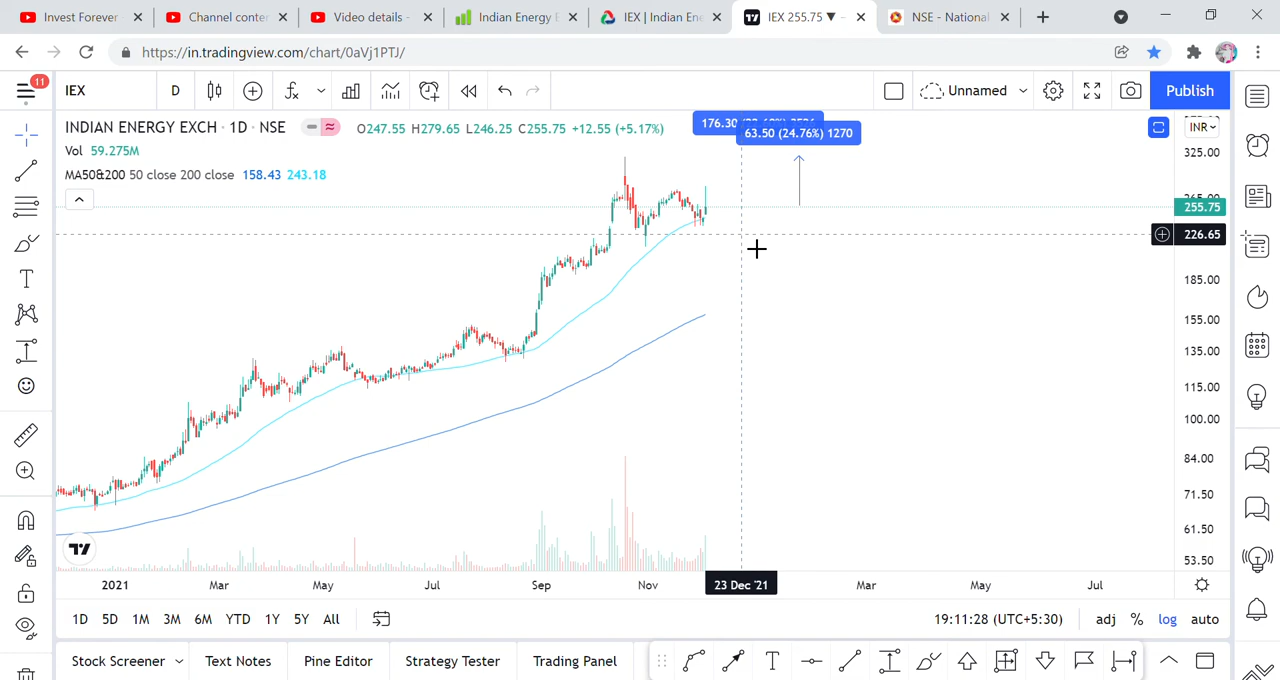 Invest Forever
Channel conter
Video details -
Indian Energy E
IEX | Indian Ene
IEX 255.75 ▼ -
NSE - National
https://in.tradingview.com/chart/0aVj1PTJ/
11
IEX
D
Unnamed
Publish
INDIAN ENERGY EXCH · 1D · NSE
O247.55 H279.65 L246.25 C255.75 +12.55 (+5.17%)
Vol 59.275M
MA50&200 50 close 200 close 158.43 243.18
63.50 (24.76%) 1270
INR
325.00
255.75
226.65
185.00
155.00
135.00
115.00
100.00
84.00
71.50
61.50
53.50
2021
Mar
May
Jul
Sep
Nov
23 Dec '21
Mar
May
Jul
1D 5D 1M 3M 6M YTD 1Y 5Y All
19:11:28 (UTC+5:30)
adj % log auto
Stock Screener
Text Notes
Pine Editor
Strategy Tester
Trading Panel